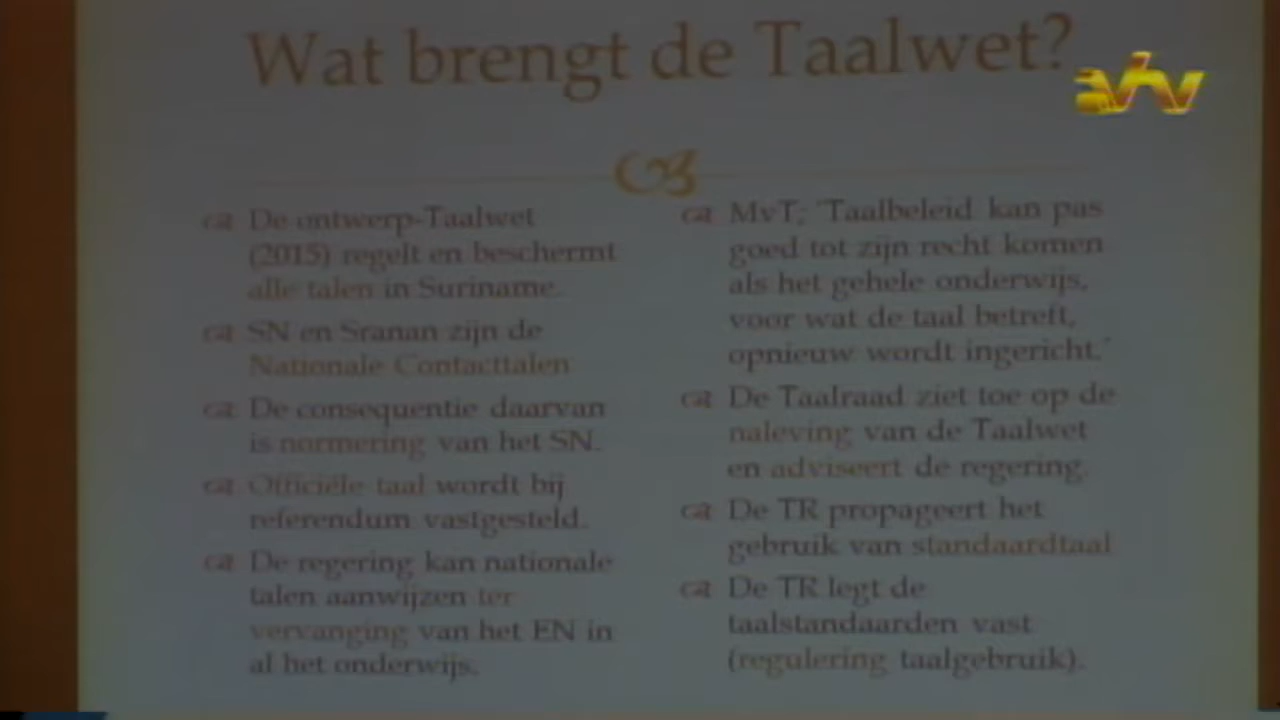 Wat brengt de Taalwet?
De ontwerp-Taalwet
(2015) regelt en beschermt
alle talen in Suriname.
SN en Sranan zijn de
Nationale Contacttalen
De consequentie daarvan
is normering van het SN.
Officiële taal wordt bij
referendum vastgesteld.
De regering kan nationale
talen aanwijzen ter
vervanging van het EN in
al het onderwijs.
MvT; 'Taalbeleid kan pas
goed tot zijn recht komen
als het gehele onderwijs,
voor wat de taal betreft,
opnieuw wordt ingericht.'
De Taalraad ziet toe op de
naleving van de Taalwet
en adviseert de regering.
De TR propageert het
gebruik van standaardtaal
De TR legt de
taalstandaarden vast
(regulering taalgebruik).